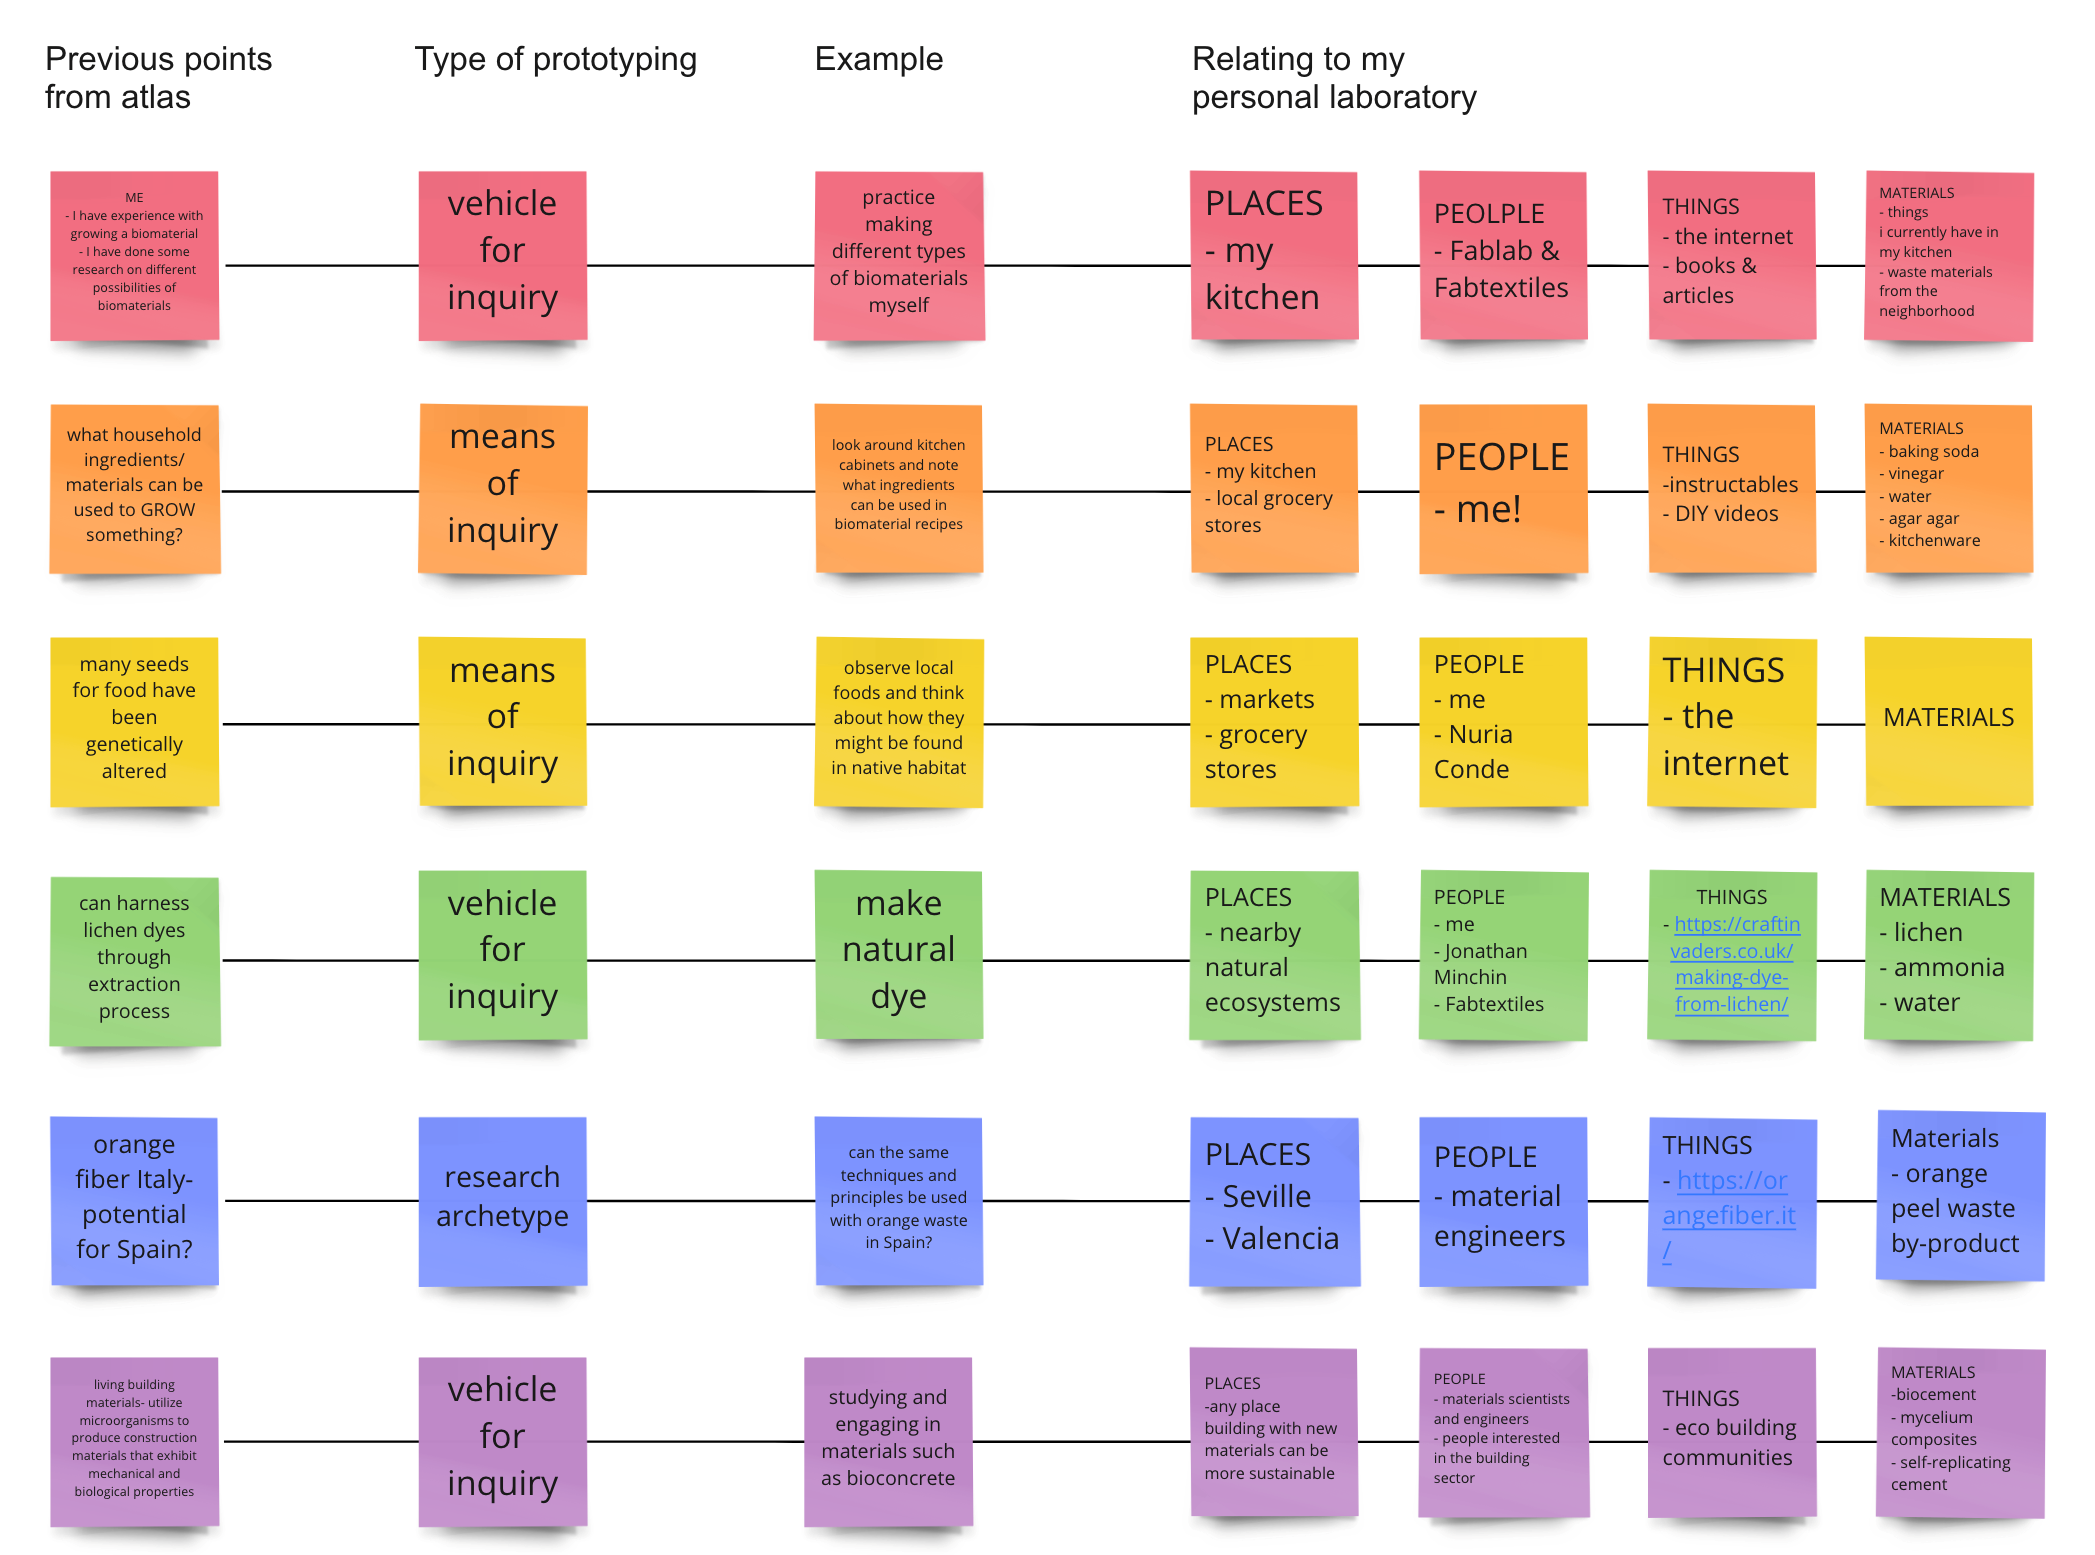 Previous points
from atlas
Type of prototyping
Example
Relating to my
personal laboratory
ME
- I have experience with
growing a biomaterial
- I have done some
research on different
possibilities of
biomaterials
vehicle
for
inquiry
practice
making
different types
of biomaterials
myself
PLACES
- my
kitchen
PEOLPLE
- Fablab &
Fabtextiles
THINGS
- the internet
- books &
articles
MATERIALS
- things
i currently have in
my kitchen
- waste materials
from the
neighborhood
what household
ingredients/
materials can be
used to GROW
something?
means
of
inquiry
look around kitchen
cabinets and note
what ingredients
can be used in
biomaterial recipes
PLACES
- my kitchen
- local grocery
stores
PEOPLE
- me!
THINGS
-instructables
- DIY videos
MATERIALS
- baking soda
- vinegar
- water
- agar agar
- kitchenware
many seeds
for food have
been
genetically
altered
means
of
inquiry
observe local
foods and think
about how they
might be found
in native habitat
PLACES
- markets
- grocery
stores
PEOPLE
- me
- Nuria
Conde
THINGS
- the
internet
MATERIALS
can harness
lichen dyes
through
extraction
process
vehicle
for
inquiry
make
natural
dye
PLACES
- nearby
natural
ecosystems
PEOPLE
- me
- Jonathan
Minchin
- Fabtextiles
THINGS
- https://craftin
vaders.co.uk/
making-dye-
from-lichen/
MATERIALS
- lichen
- ammonia
- water
orange
fiber Italy-
potential
for Spain?
research
archetype
can the same
techniques and
principles be used
with orange waste
in Spain?
PLACES
- Seville
- Valencia
PEOPLE
- material
engineers
THINGS
- https://or
angefiber.it
/
Materials
- orange
peel waste
by-product
living building
materials- utilize
microorganisms to
produce construction
materials that exhibit
mechanical and
biological properties
vehicle
for
inquiry
studying and
engaging in
materials such
as bioconcrete
PLACES
-any place
building with new
materials can be
more sustainable
PEOPLE
- materials scientists
and engineers
- people interested
in the building
sector
THINGS
- eco building
communities
MATERIALS
-biocement
- mycelium
composites
- self-replicating
cement